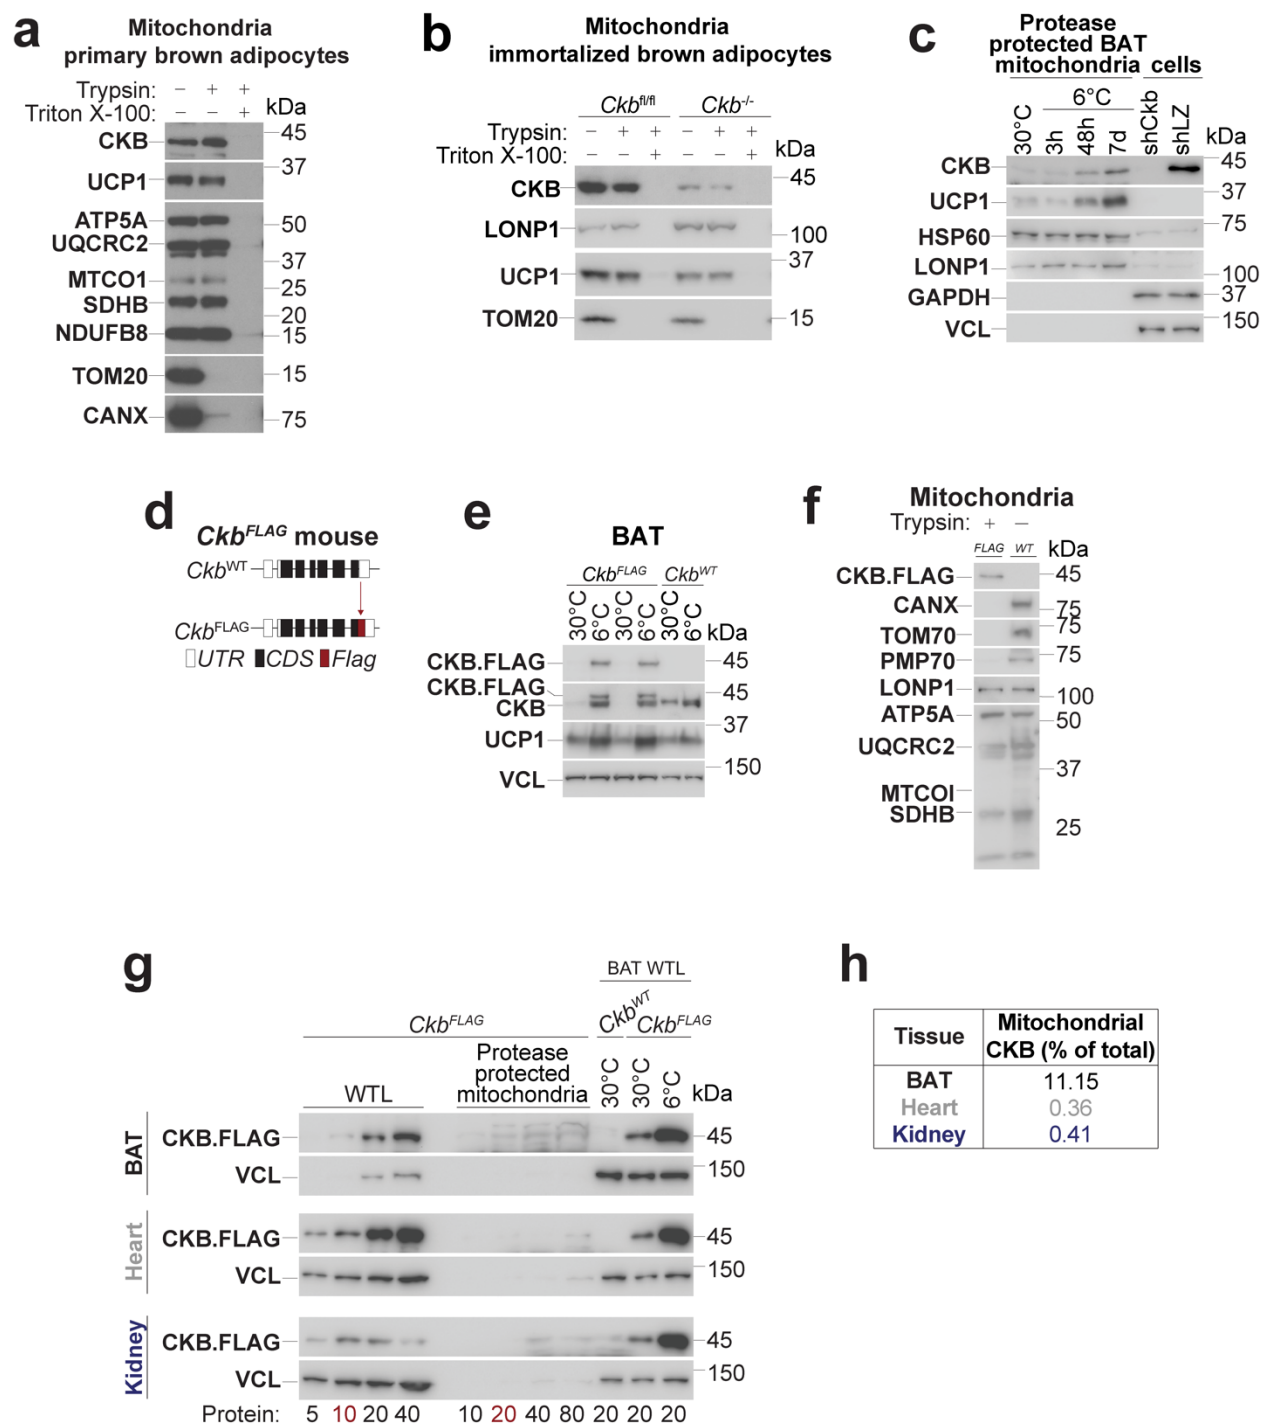 a
Mitochondria
primary brown adipocytes
Trypsin: − + +
Triton X-100: − − +
kDa
CKB 45
37
UCP1
ATP5A 50
UQCRC2
37
MTCO1
25
SDHB
20
NDUFB8 15
TOM20 15
CANX 75
b
Mitochondria
immortalized brown adipocytes
Ckbfl/fl Ckb-/-
Trypsin: − + + − + +
Triton X-100: − − + − − +
kDa
CKB 45
LONP1 100
37
UCP1
TOM20 15
c
Protease
protected BAT
mitochondria cells
6°C
30°C 3h 48h 7d shCkb shLZ
kDa
CKB 45
37
UCP1
75
HSP60
LONP1 100
GAPDH 37
150
VCL
d
CkbFLAG mouse
CkbWT
CkbFLAG
UTR CDS Flag
e
BAT
CkbFLAG CkbWT
30°C 6°C 30°C 6°C 30°C 6°C
kDa
CKB.FLAG 45
CKB.FLAG 45
CKB
37
UCP1
150
VCL
f
Mitochondria
Trypsin: + −
FLAG WT kDa
CKB.FLAG 45
CANX 75
75
TOM70
PMP70 75
LONP1 100
ATP5A 50
UQCRC2
37
MTCOI
SDHB
25
g
BAT WTL
CkbFLAG CkbWT CkbFLAG
Protease
protected
WTL mitochondria 30°C 30°C 6°C kDa
BAT
CKB.FLAG 45
VCL 150
Heart
CKB.FLAG 45
VCL 150
Kidney
CKB.FLAG 45
VCL 150
Protein: 5 10 20 40 10 20 40 80 20 20 20
h
Tissue Mitochondrial
CKB (% of total)
BAT 11.15
Heart 0.36
Kidney 0.41